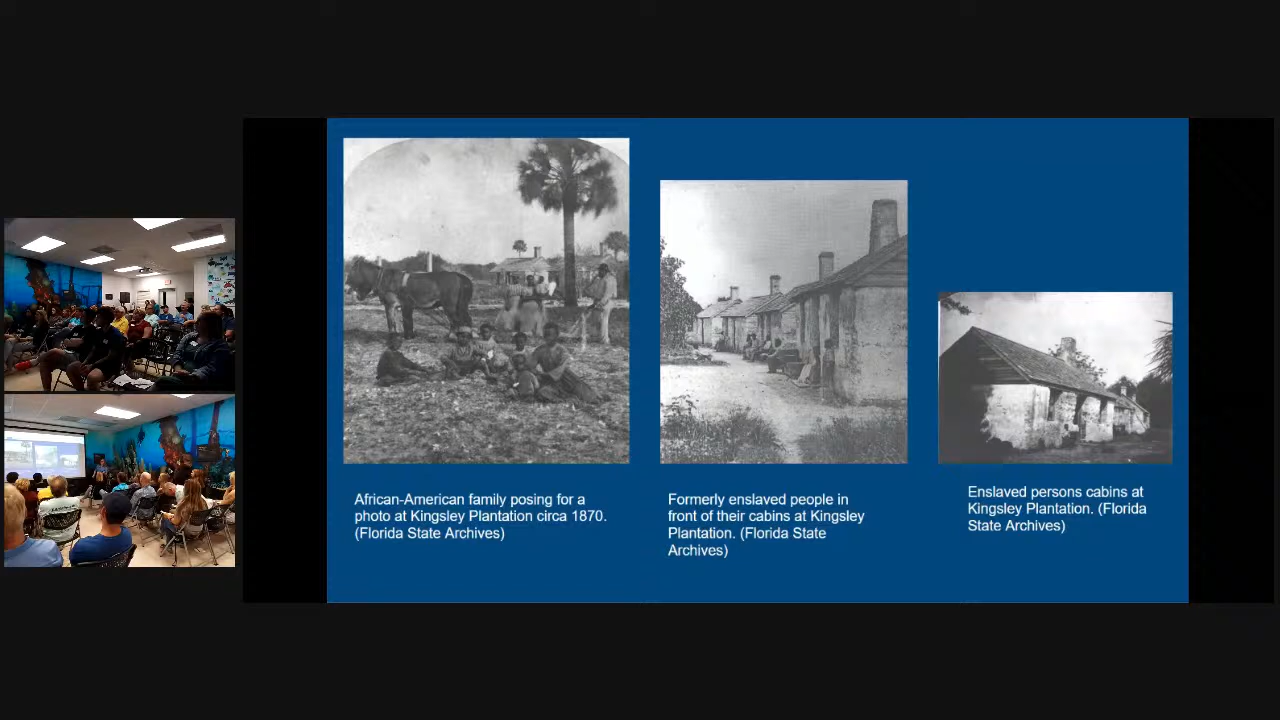 African-American family posing for a
photo at Kingsley Plantation circa 1870.
(Florida State Archives)
Formerly enslaved people in
front of their cabins at Kingsley
Plantation. (Florida State
Archives)
Enslaved persons cabins at
Kingsley Plantation. (Florida
State Archives)